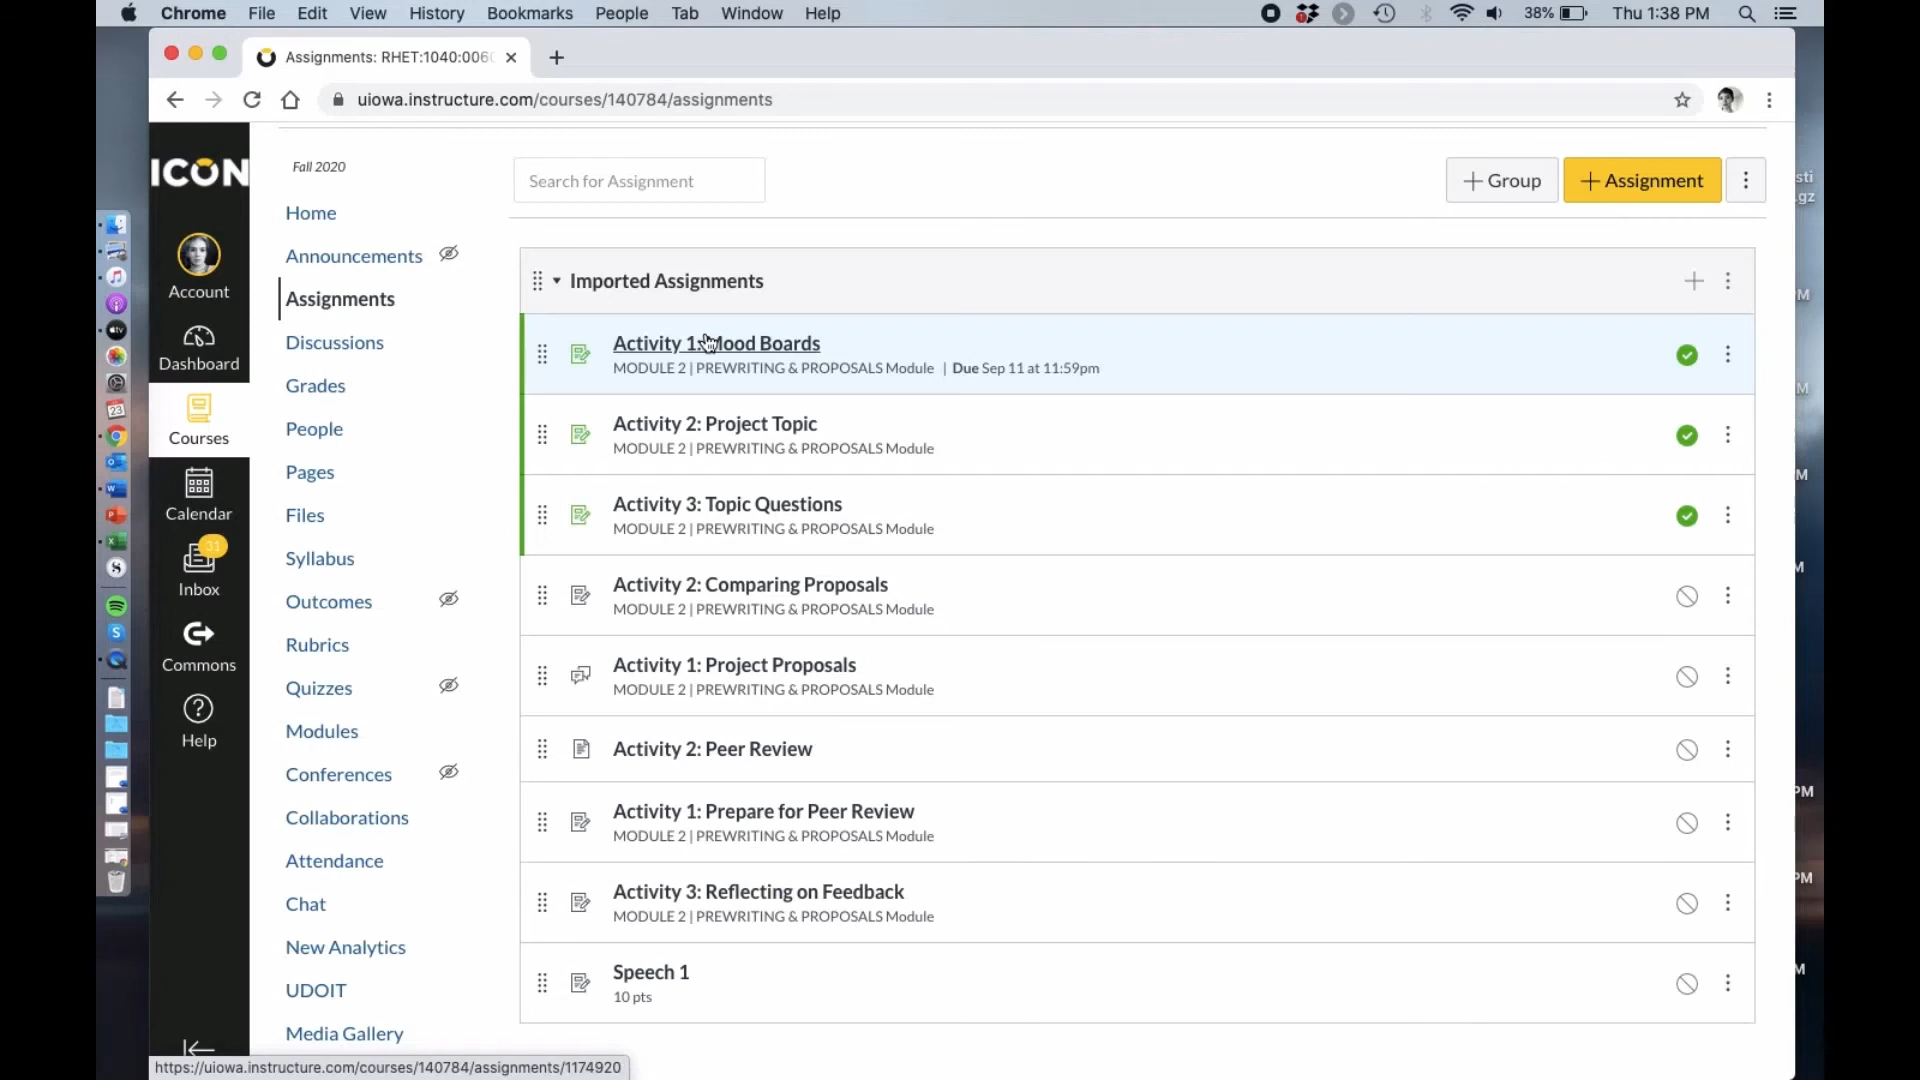 Chrome File Edit View History Bookmarks People Tab Window Help 38% Thu 1:38 PM
Assignments: RHET:1040:006
uiowa.instructure.com/courses/140784/assignments
ICON
Account
Dashboard
Courses
Calendar
31
Inbox
Commons
Help
Fall 2020
Home
Announcements
Assignments
Discussions
Grades
People
Pages
Files
Syllabus
Outcomes
Rubrics
Quizzes
Modules
Conferences
Collaborations
Attendance
Chat
New Analytics
UDOIT
Media Gallery
Search for Assignment
+ Group
+ Assignment
Imported Assignments
Activity 1: Mood Boards
MODULE 2 | PREWRITING & PROPOSALS Module | Due Sep 11 at 11:59pm
Activity 2: Project Topic
MODULE 2 | PREWRITING & PROPOSALS Module
Activity 3: Topic Questions
MODULE 2 | PREWRITING & PROPOSALS Module
Activity 2: Comparing Proposals
MODULE 2 | PREWRITING & PROPOSALS Module
Activity 1: Project Proposals
MODULE 2 | PREWRITING & PROPOSALS Module
Activity 2: Peer Review
Activity 1: Prepare for Peer Review
MODULE 2 | PREWRITING & PROPOSALS Module
Activity 3: Reflecting on Feedback
MODULE 2 | PREWRITING & PROPOSALS Module
Speech 1
10 pts
https://uiowa.instructure.com/courses/140784/assignments/1174920
sti
.gz
M
M
M
M
PM
PM
M
23
tv